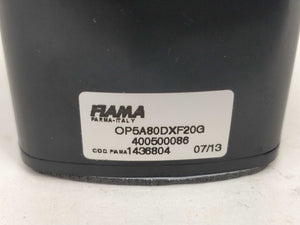 FIAMA
PARMA-ITALY
OP5A80DXF20G
400500086
COD. FIAMA 1436804 07/13